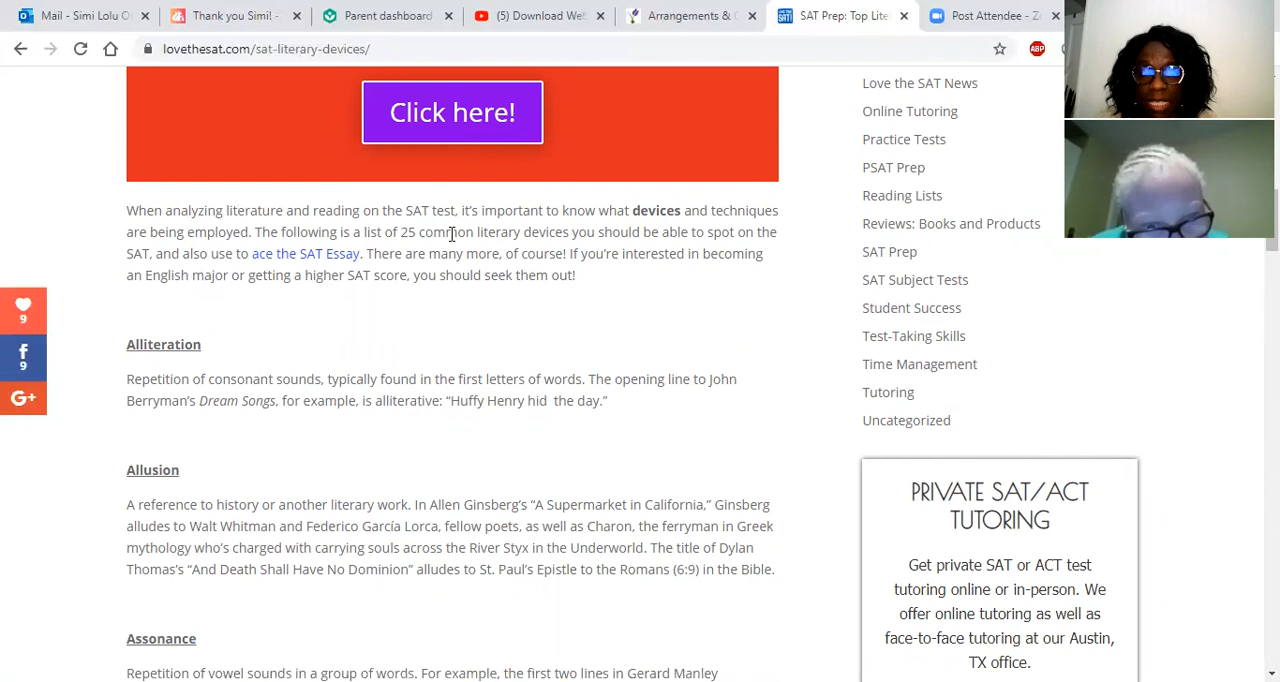 Mail - Simi Lolu O
Thank you Simi! -
Parent dashboard
(5) Download Web
Arrangements & C
SAT Prep: Top Lite
Post Attendee - Z
lovethesat.com/sat-literary-devices/
ABP
Click here!
When analyzing literature and reading on the SAT test, it's important to know what devices and techniques
are being employed. The following is a list of 25 common literary devices you should be able to spot on the
SAT, and also use to ace the SAT Essay. There are many more, of course! If you're interested in becoming
an English major or getting a higher SAT score, you should seek them out!
9
f
9
G+
Alliteration
Repetition of consonant sounds, typically found in the first letters of words. The opening line to John
Berryman's Dream Songs, for example, is alliterative: "Huffy Henry hid the day."
Allusion
A reference to history or another literary work. In Allen Ginsberg's "A Supermarket in California," Ginsberg
alludes to Walt Whitman and Federico García Lorca, fellow poets, as well as Charon, the ferryman in Greek
mythology who's charged with carrying souls across the River Styx in the Underworld. The title of Dylan
Thomas's "And Death Shall Have No Dominion" alludes to St. Paul's Epistle to the Romans (6:9) in the Bible.
Assonance
Repetition of vowel sounds in a group of words. For example, the first two lines in Gerard Manley
Love the SAT News
Online Tutoring
Practice Tests
PSAT Prep
Reading Lists
Reviews: Books and Products
SAT Prep
SAT Subject Tests
Student Success
Test-Taking Skills
Time Management
Tutoring
Uncategorized
PRIVATE SAT/ACT
TUTORING
Get private SAT or ACT test
tutoring online or in-person. We
offer online tutoring as well as
face-to-face tutoring at our Austin,
TX office.